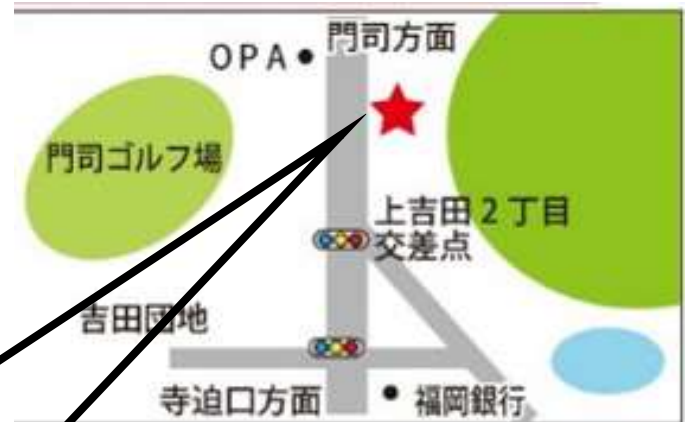 門司方面
OPA
門司ゴルフ場
上吉田2丁目
交差点
吉田団地
寺迫口方面
福岡銀行